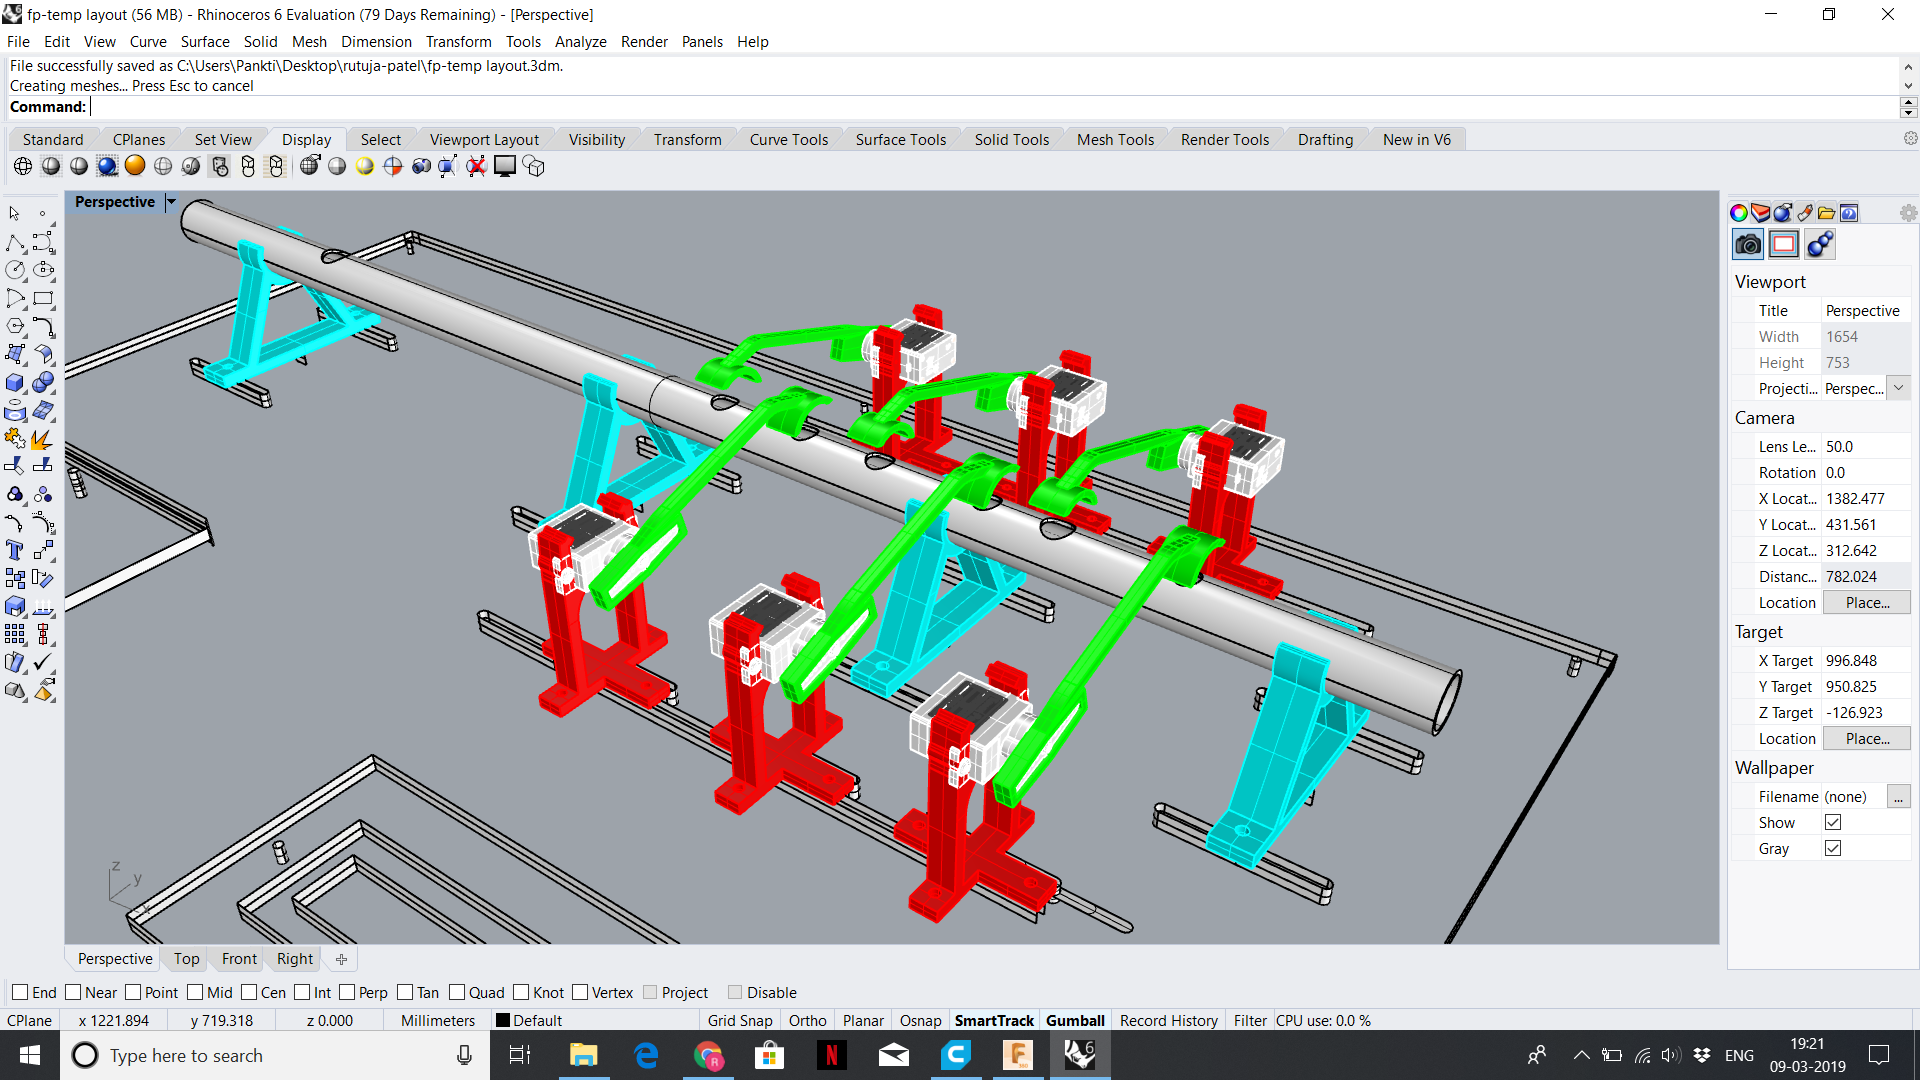 fp-temp layout (56 MB) - Rhinoceros 6 Evaluation (79 Days Remaining) - [Perspective]
File Edit View Curve Surface Solid Mesh Dimension Transform Tools Analyze Render Panels Help
File successfully saved as C:\Users\Pankti\Desktop\rutuja-patel\fp-temp layout.3dm.
Creating meshes... Press Esc to cancel
Command:
Standard CPlanes Set View Display Select Viewport Layout Visibility Transform Curve Tools Surface Tools Solid Tools Mesh Tools Render Tools Drafting New in V6
Perspective
Viewport
Title Perspective
Width 1654
Height 753
Projecti... Perspec...
Camera
Lens Le... 50.0
Rotation 0.0
X Locat... 1382.477
Y Locat... 431.561
Z Locat... 312.642
Distanc... 782.024
Location Place...
Target
X Target 996.848
Y Target 950.825
Z Target -126.923
Location Place...
Wallpaper
Filename (none) ...
Show
Gray
z
y
x
Perspective Top Front Right
End Near Point Mid Cen Int Perp Tan Quad Knot Vertex Project Disable
CPlane x 1221.894 y 719.318 z 0.000 Millimeters Default Grid Snap Ortho Planar Osnap SmartTrack Gumball Record History Filter CPU use: 0.0 %
Type here to search
ENG
19:21
09-03-2019